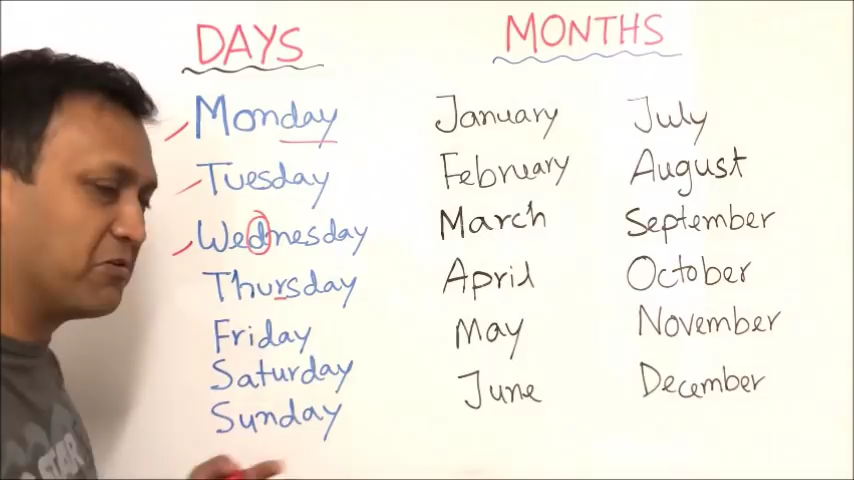 DAYS
MONTHS
Monday
Tuesday
Wednesday
Thursday
Friday
Saturday
Sunday
January
February
March
April
May
June
July
August
September
October
November
December
STAR